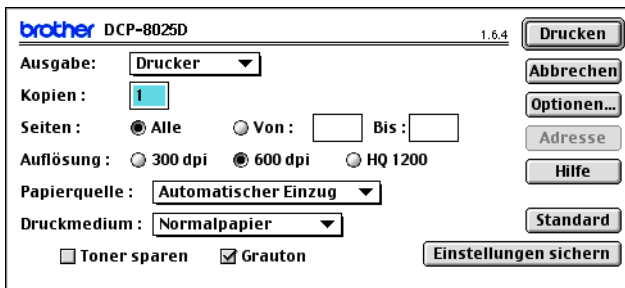 brother DCP-8025D 1.6.4 Drucken
Ausgabe: Drucker Abbrechen
Kopien : 1 Optionen...
Seiten : Alle Von : Bis : Adresse
Auflösung : 300 dpi 600 dpi HQ 1200 Hilfe
Papierquelle : Automatischer Einzug
Druckmedium : Normalpapier Standard
Toner sparen Grauton Einstellungen sichern